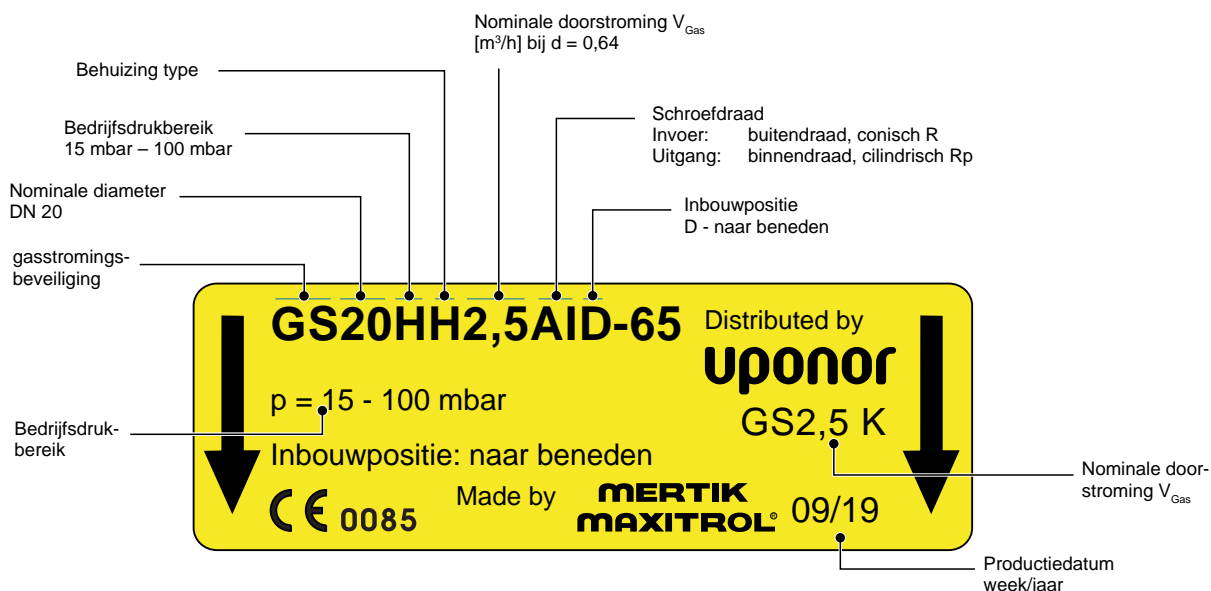 Nominale doorstroming VGas
[m³/h] bij d = 0,64
Behuizing type
Bedrijfsdrukbereik
15 mbar – 100 mbar
Schroefdraad
Invoer: buitendraad, conisch R
Uitgang: binnendraad, cilindrisch Rp
Nominale diameter
DN 20
Inbouwpositie
D - naar beneden
gasstromings-
beveiliging
GS20HH2,5AID-65
Distributed by
uponor
p = 15 - 100 mbar
GS2,5 K
Bedrijfsdruk-
bereik
Inbouwpositie: naar beneden
Nominale door-
stroming VGas
CE 0085
Made by
MERTIK
MAXITROL®
09/19
Productiedatum
week/jaar